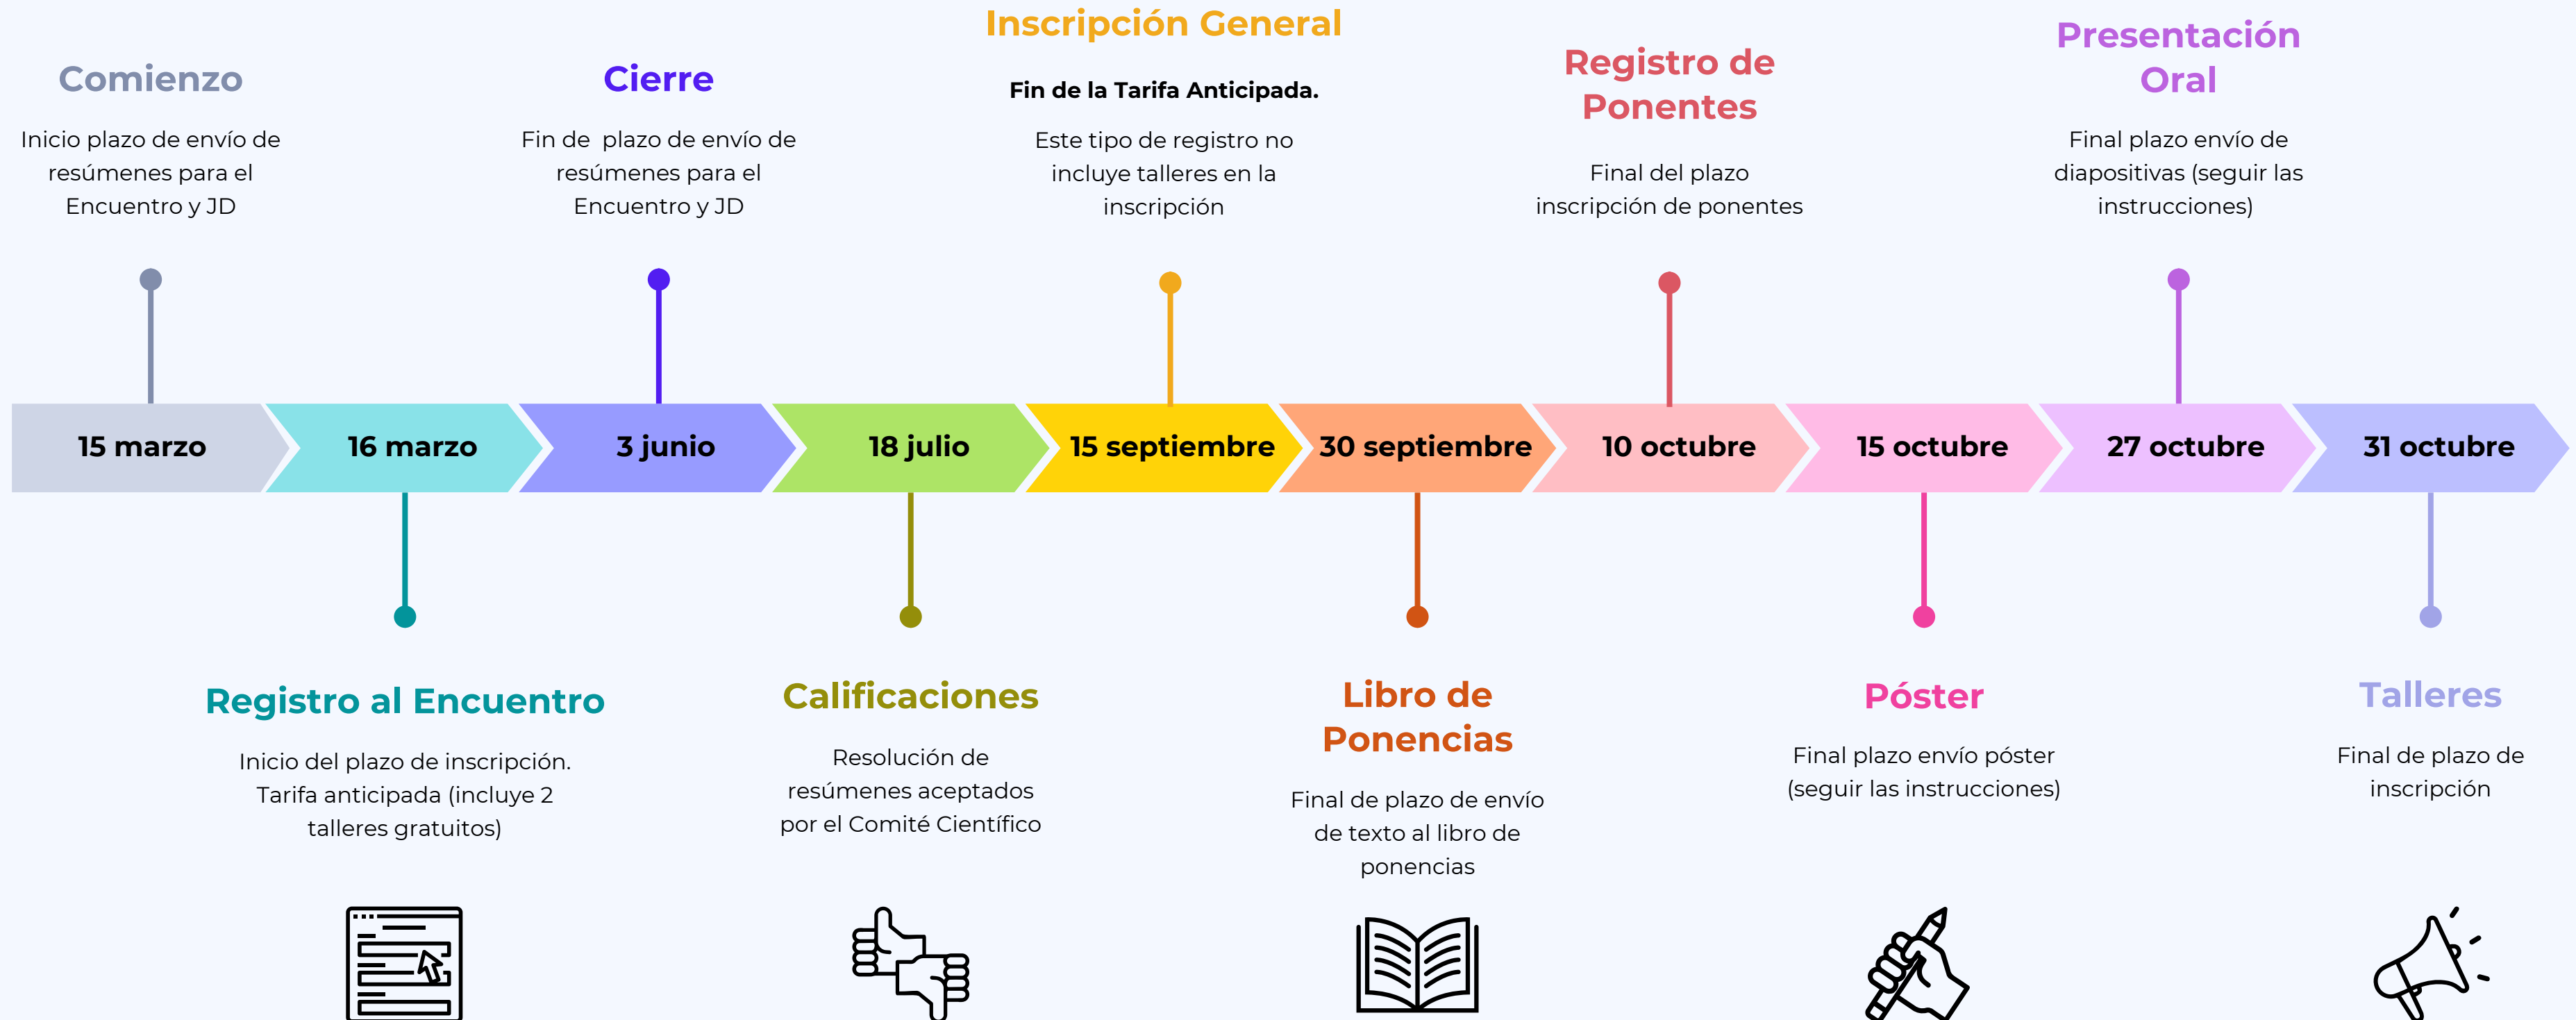 Comienzo
Inicio plazo de envío de
resúmenes para el
Encuentro y JD
Cierre
Fin de  plazo de envío de
resúmenes para el
Encuentro y JD
Inscripción General
Fin de la Tarifa Anticipada.
Este tipo de registro no
incluye talleres en la
inscripción
Registro de
Ponentes
Final del plazo
inscripción de ponentes
Presentación
Oral
Final plazo envío de
diapositivas (seguir las
instrucciones)
15 marzo
16 marzo
3 junio
18 julio
15 septiembre
30 septiembre
10 octubre
15 octubre
27 octubre
31 octubre
Registro al Encuentro
Inicio del plazo de inscripción.
Tarifa anticipada (incluye 2
talleres gratuitos)
Calificaciones
Resolución de
resúmenes aceptados
por el Comité Científico
Libro de
Ponencias
Final de plazo de envío
de texto al libro de
ponencias
Póster
Final plazo envío póster
(seguir las instrucciones)
Talleres
Final de plazo de
inscripción